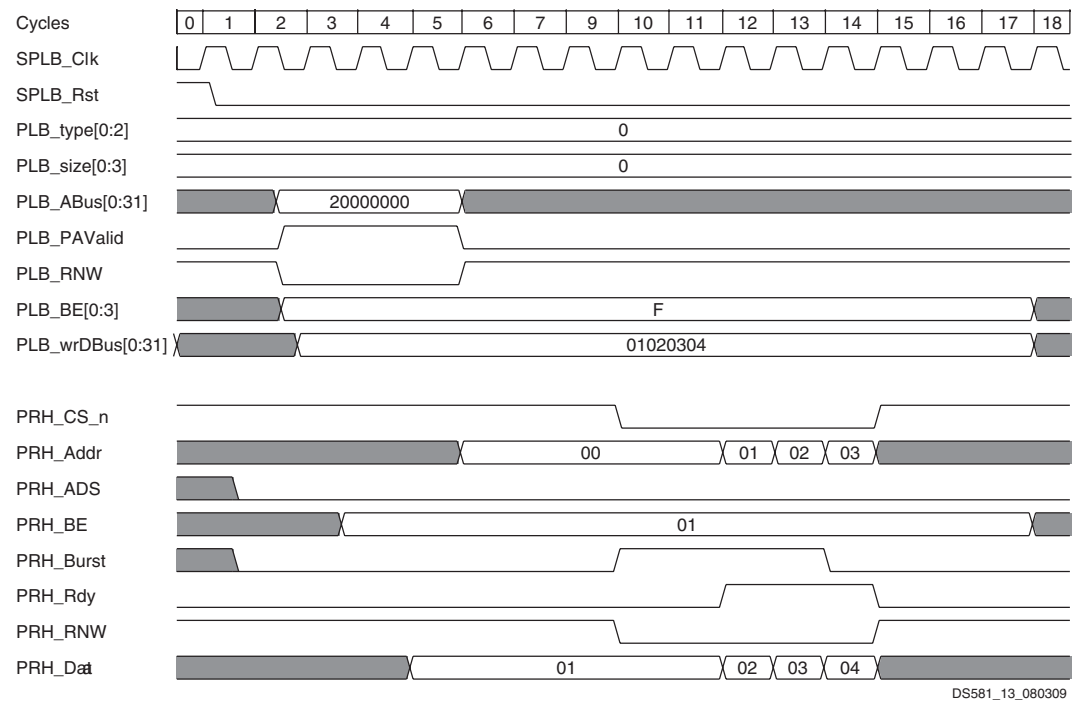 Cycles 0 1 2 3 4 5 6 7 9 10 11 12 13 14 15 16 17 18
SPLB_Clk
SPLB_Rst
PLB_type[0:2] 0
PLB_size[0:3] 0
PLB_ABus[0:31] 20000000
PLB_PAValid
PLB_RNW
PLB_BE[0:3] F
PLB_wrDBus[0:31] 01020304
PRH_CS_n
PRH_Addr 00 01 02 03
PRH_ADS
PRH_BE 01
PRH_Burst
PRH_Rdy
PRH_RNW
PRH_Data 01 02 03 04
DS581_13_080309